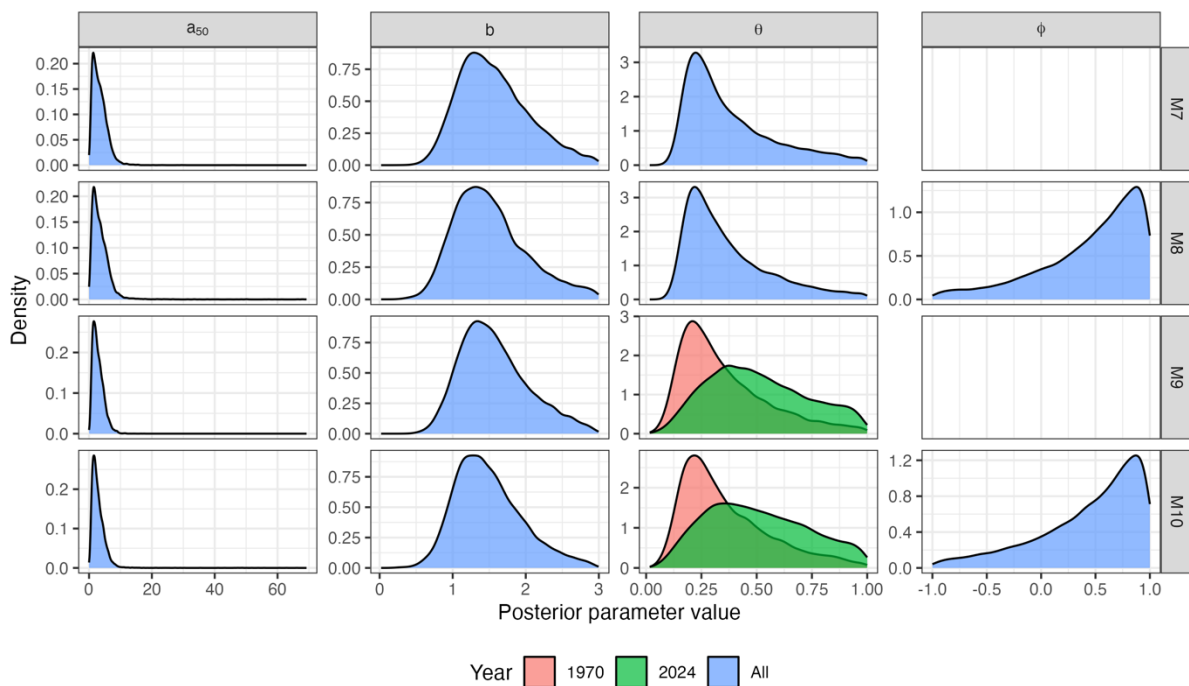 a₅₀ b θ ϕ
0.20 0.75 3
0.15 0.50 2 M7
0.10 0.25 1
0.05 0.00 0
0.00
0.20 0.75 3 1.0
0.15 0.50 2 0.5 M8
0.10 0.25 1 0.0
0.05 0.00 0
0.00
Density
0.2 0.75 3
0.1 0.50 2 M9
0.0 0.25 1
0.00 0
0.2 0.75 2 1.2
0.1 0.50 1 0.8 M10
0.0 0.25 0 0.4
0.00 0.0
0 20 40 60 0 1 2 3 0.00 0.25 0.50 0.75 1.00 -1.0 -0.5 0.0 0.5 1.0
Posterior parameter value
Year 1970 2024 All